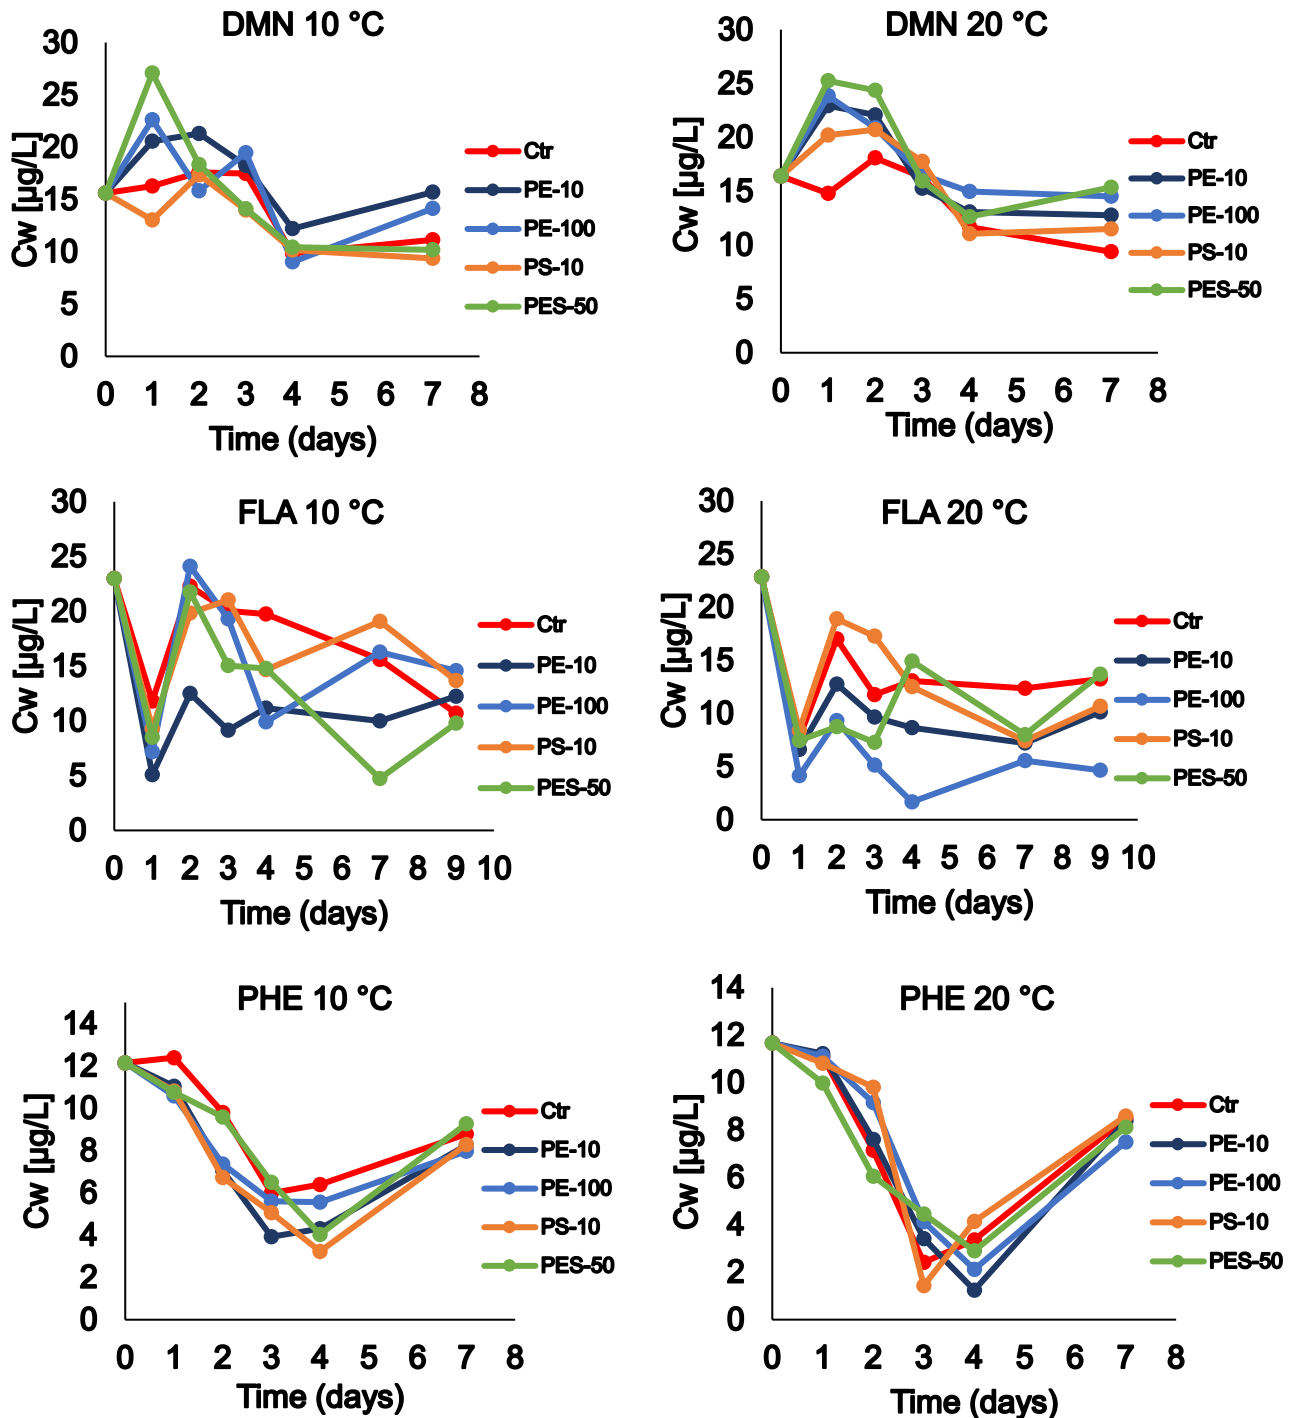 DMN 10 °C
30
25
20
15
10
5
0
Cw [µg/L]
0 1 2 3 4 5 6 7 8
Time (days)
Ctr
PE-10
PE-100
PS-10
PES-50
DMN 20 °C
30
25
20
15
10
5
0
Cw [µg/L]
0 1 2 3 4 5 6 7 8
Time (days)
Ctr
PE-10
PE-100
PS-10
PES-50
FLA 10 °C
30
25
20
15
10
5
0
Cw [µg/L]
0 1 2 3 4 5 6 7 8 9 10
Time (days)
Ctr
PE-10
PE-100
PS-10
PES-50
FLA 20 °C
30
25
20
15
10
5
0
Cw [µg/L]
0 1 2 3 4 5 6 7 8 9 10
Time (days)
Ctr
PE-10
PE-100
PS-10
PES-50
PHE 10 °C
14
12
10
8
6
4
2
0
Cw [µg/L]
0 1 2 3 4 5 6 7 8
Time (days)
Ctr
PE-10
PE-100
PS-10
PES-50
PHE 20 °C
14
12
10
8
6
4
2
0
Cw [µg/L]
0 1 2 3 4 5 6 7 8
Time (days)
Ctr
PE-10
PE-100
PS-10
PES-50